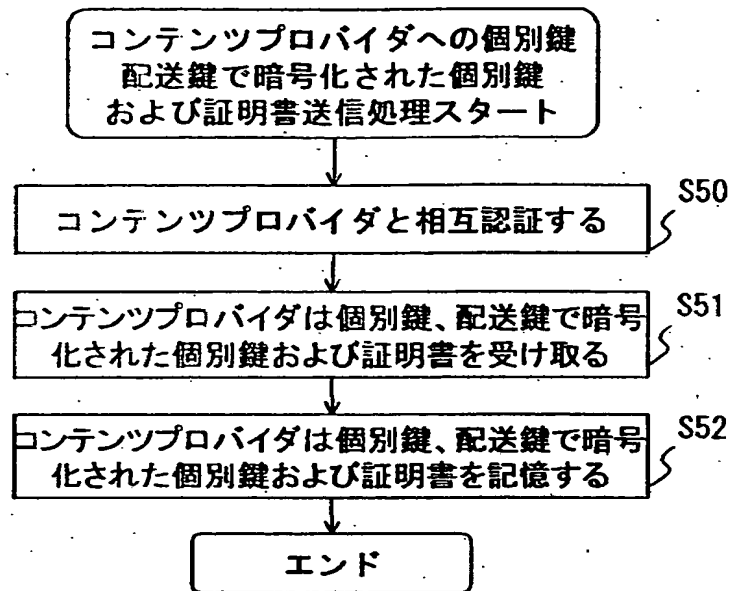 コンテンツプロバイダへの個別鍵
配送鍵で暗号化された個別鍵
および証明書送信処理スタート
コンテンツプロバイダと相互認証する
S50
コンテンツプロバイダは個別鍵、配送鍵で暗号
化された個別鍵および証明書を受け取る
S51
コンテンツプロバイダは個別鍵、配送鍵で暗号
化された個別鍵および証明書を記憶する
S52
エンド